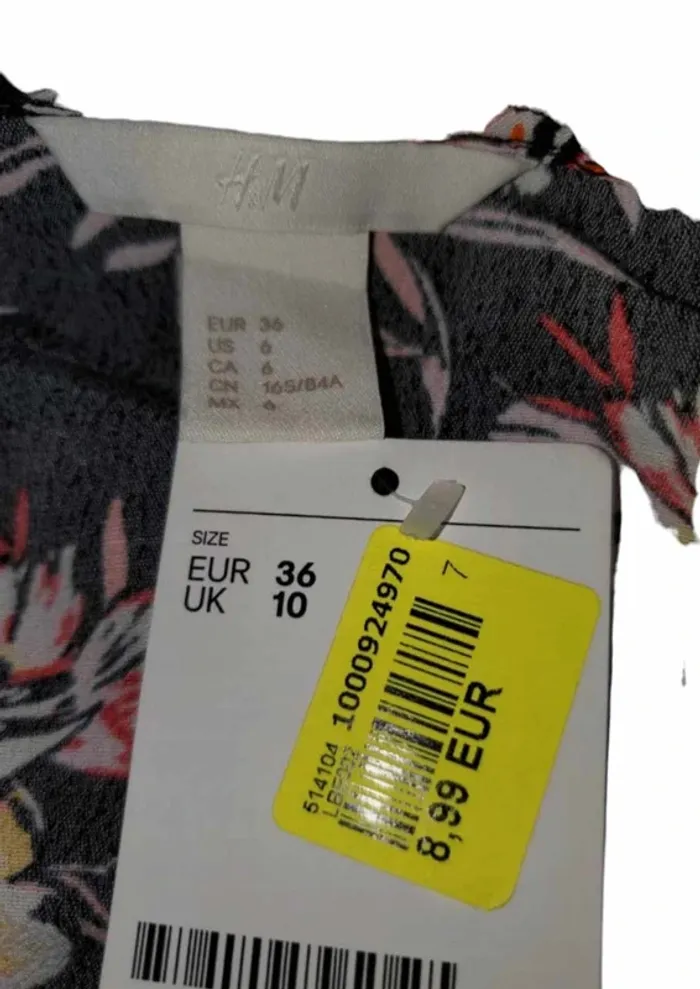 H&M
EUR 36
US 6
CA 6
CN 165/84A
MX 6
SIZE
EUR 36
UK 10
7
1000924970
514104
8,99 EUR